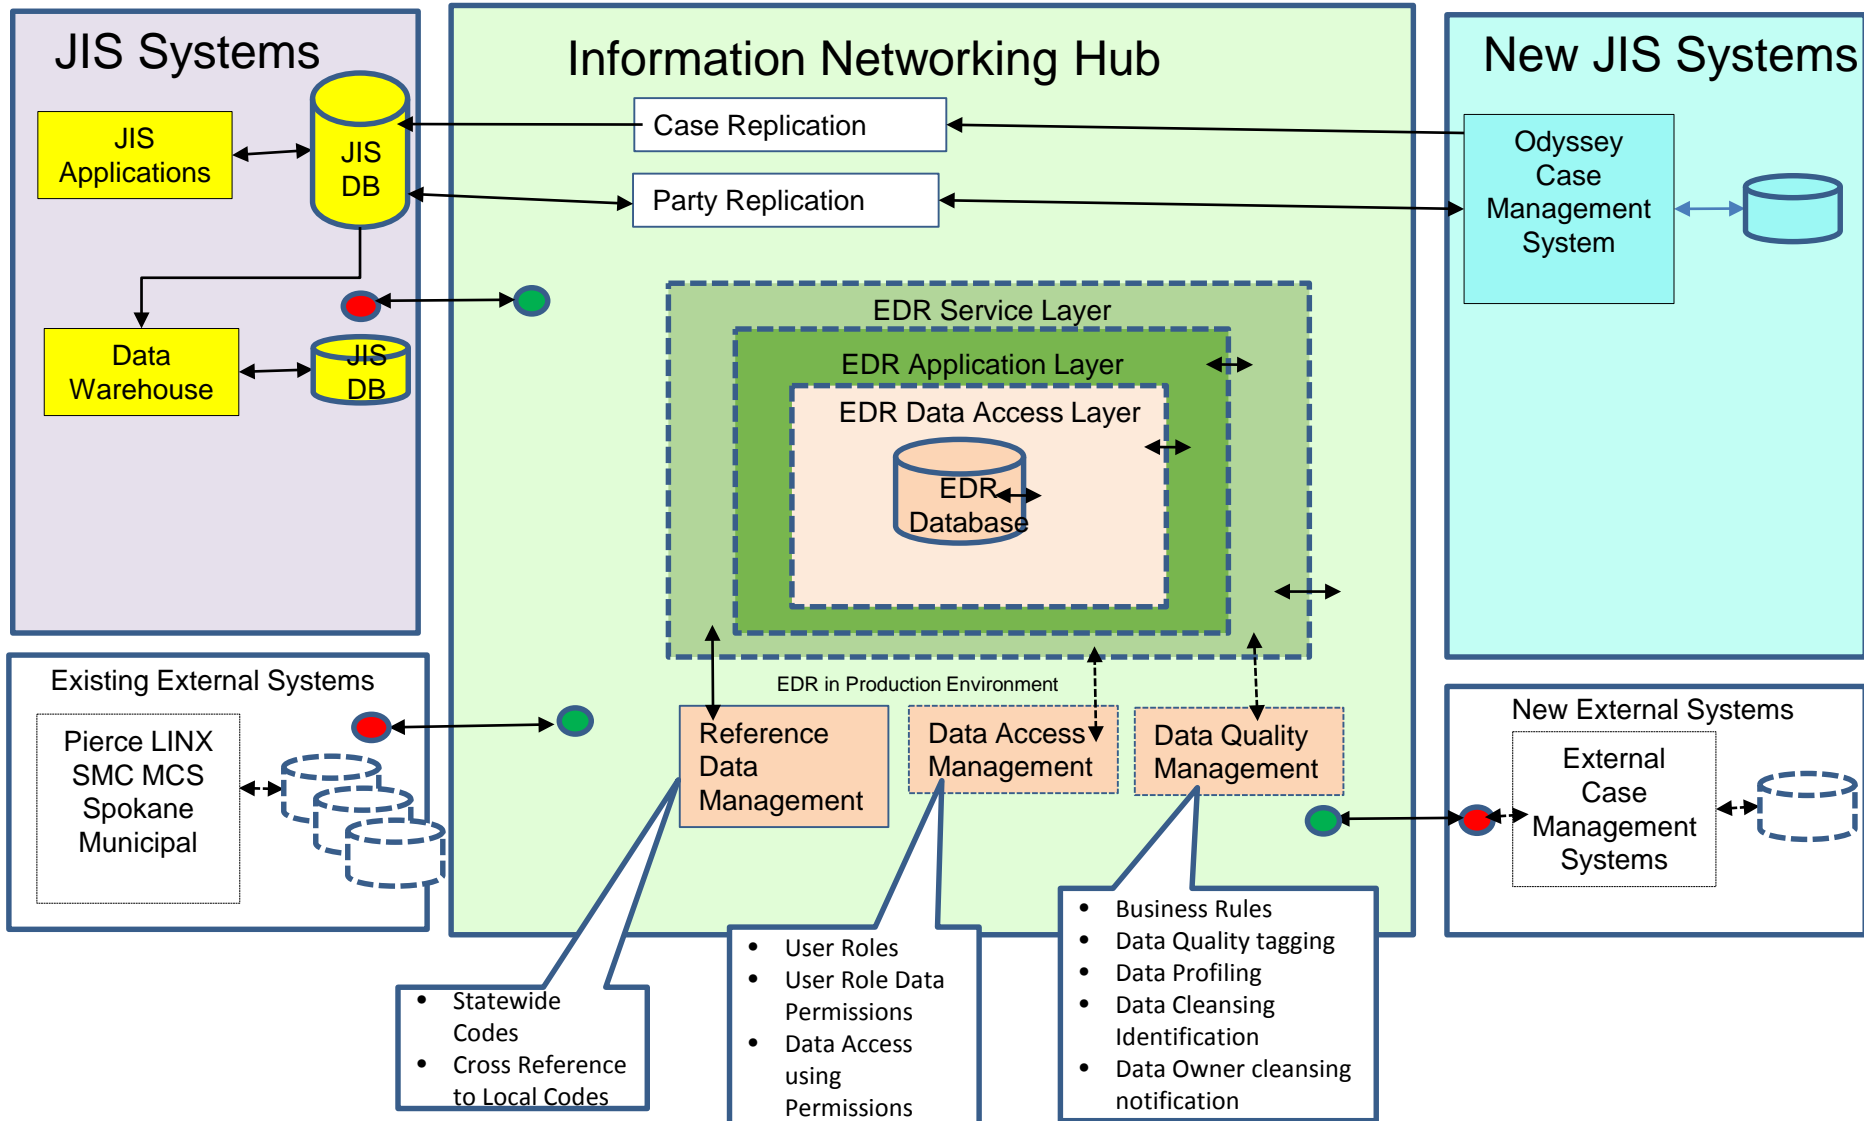 JIS Systems
JIS
Applications
JIS
DB
Data
Warehouse
JIS
DB
Information Networking Hub
Case Replication
Party Replication
EDR Service Layer
EDR Application Layer
EDR Data Access Layer
EDR
Database
EDR in Production Environment
Reference
Data
Management
Data Access
Management
Data Quality
Management
New JIS Systems
Odyssey
Case
Management
System
Existing External Systems
Pierce LINX
SMC MCS
Spokane
Municipal
New External Systems
External
Case
Management
Systems
• Statewide
Codes
• Cross Reference
to Local Codes
• User Roles
• User Role Data
Permissions
• Data Access
using
Permissions
• Business Rules
• Data Quality tagging
• Data Profiling
• Data Cleansing
Identification
• Data Owner cleansing
notification